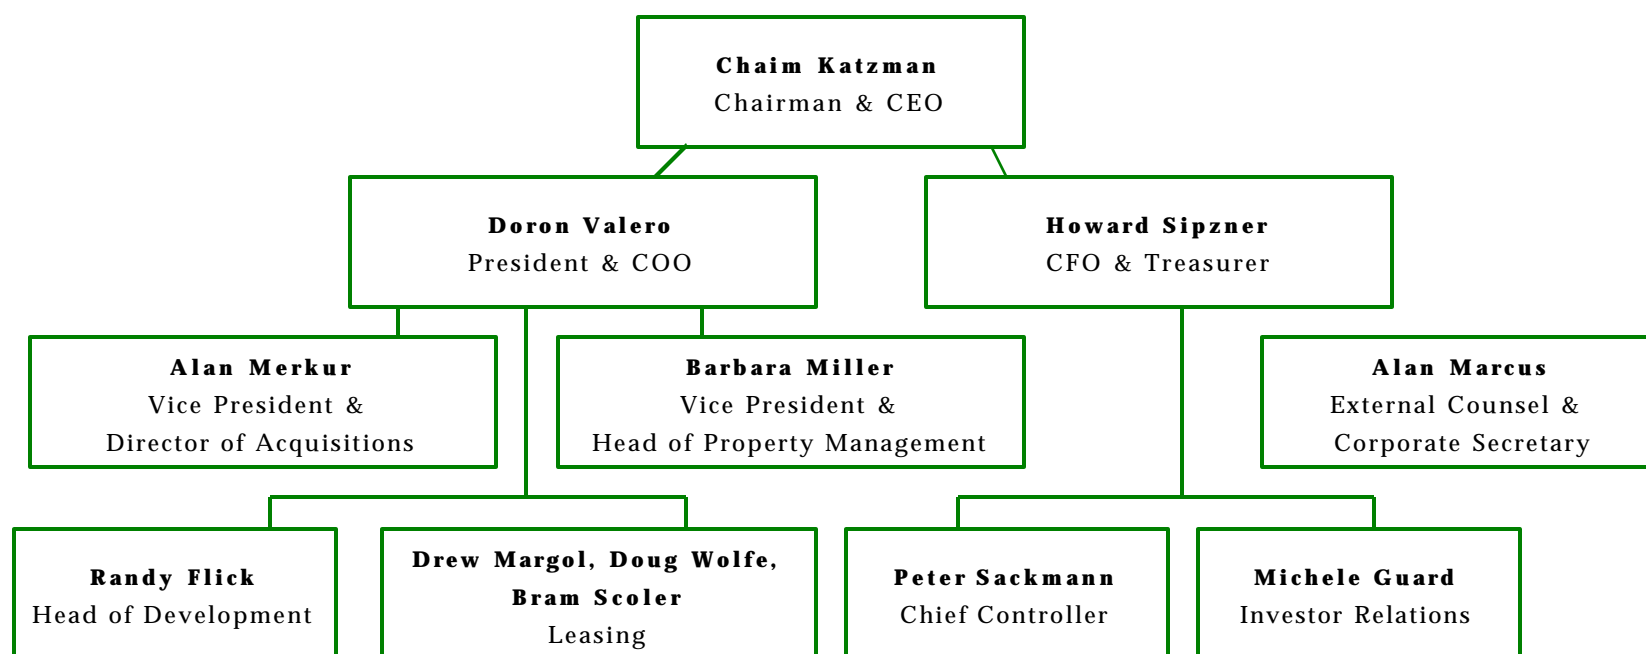 Chaim Katzman
Chairman & CEO
Doron Valero
President & COO
Howard Sipzner
CFO & Treasurer
Alan Merkur
Vice President &
Director of Acquisitions
Barbara Miller
Vice President &
Head of Property Management
Alan Marcus
External Counsel &
Corporate Secretary
Randy Flick
Head of Development
Drew Margol, Doug Wolfe,
Bram Scoler
Leasing
Peter Sackmann
Chief Controller
Michele Guard
Investor Relations